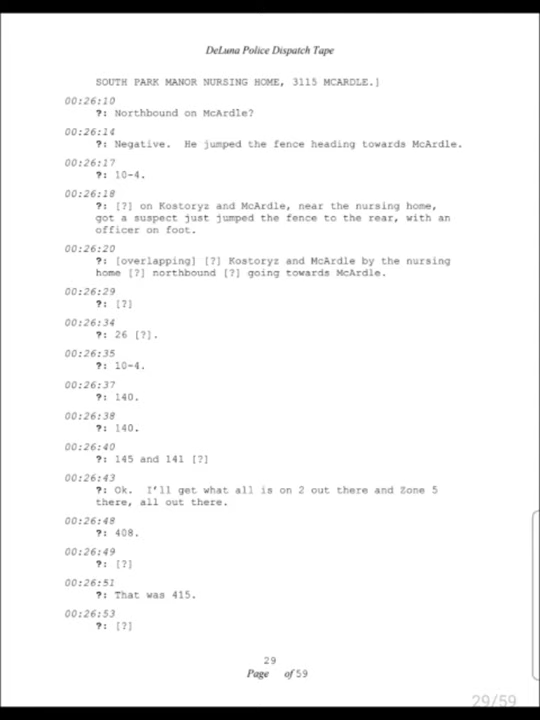 DeLuna Police Dispatch Tape
SOUTH PARK MANOR NURSING HOME, 3115 MCARDLE.]
00:26:10
?: Northbound on McArdle?
00:26:14
?: Negative. He jumped the fence heading towards McArdle.
00:26:17
?: 10-4.
00:26:18
?: [?] on Kostoryz and McArdle, near the nursing home,
got a suspect just jumped the fence to the rear, with an
officer on foot.
00:26:20
?: [overlapping] [?] Kostoryz and McArdle by the nursing
home [?] northbound [?] going towards McArdle.
00:26:29
?: [?]
00:26:34
?: 26 [?].
00:26:35
?: 10-4.
00:26:37
?: 140.
00:26:38
?: 140.
00:26:40
?: 145 and 141 [?]
00:26:43
?: Ok. I'll get what all is on 2 out there and Zone 5
there, all out there.
00:26:48
?: 408.
00:26:49
?: [?]
00:26:51
?: That was 415.
00:26:53
?: [?]
29
Page of 59
29/59